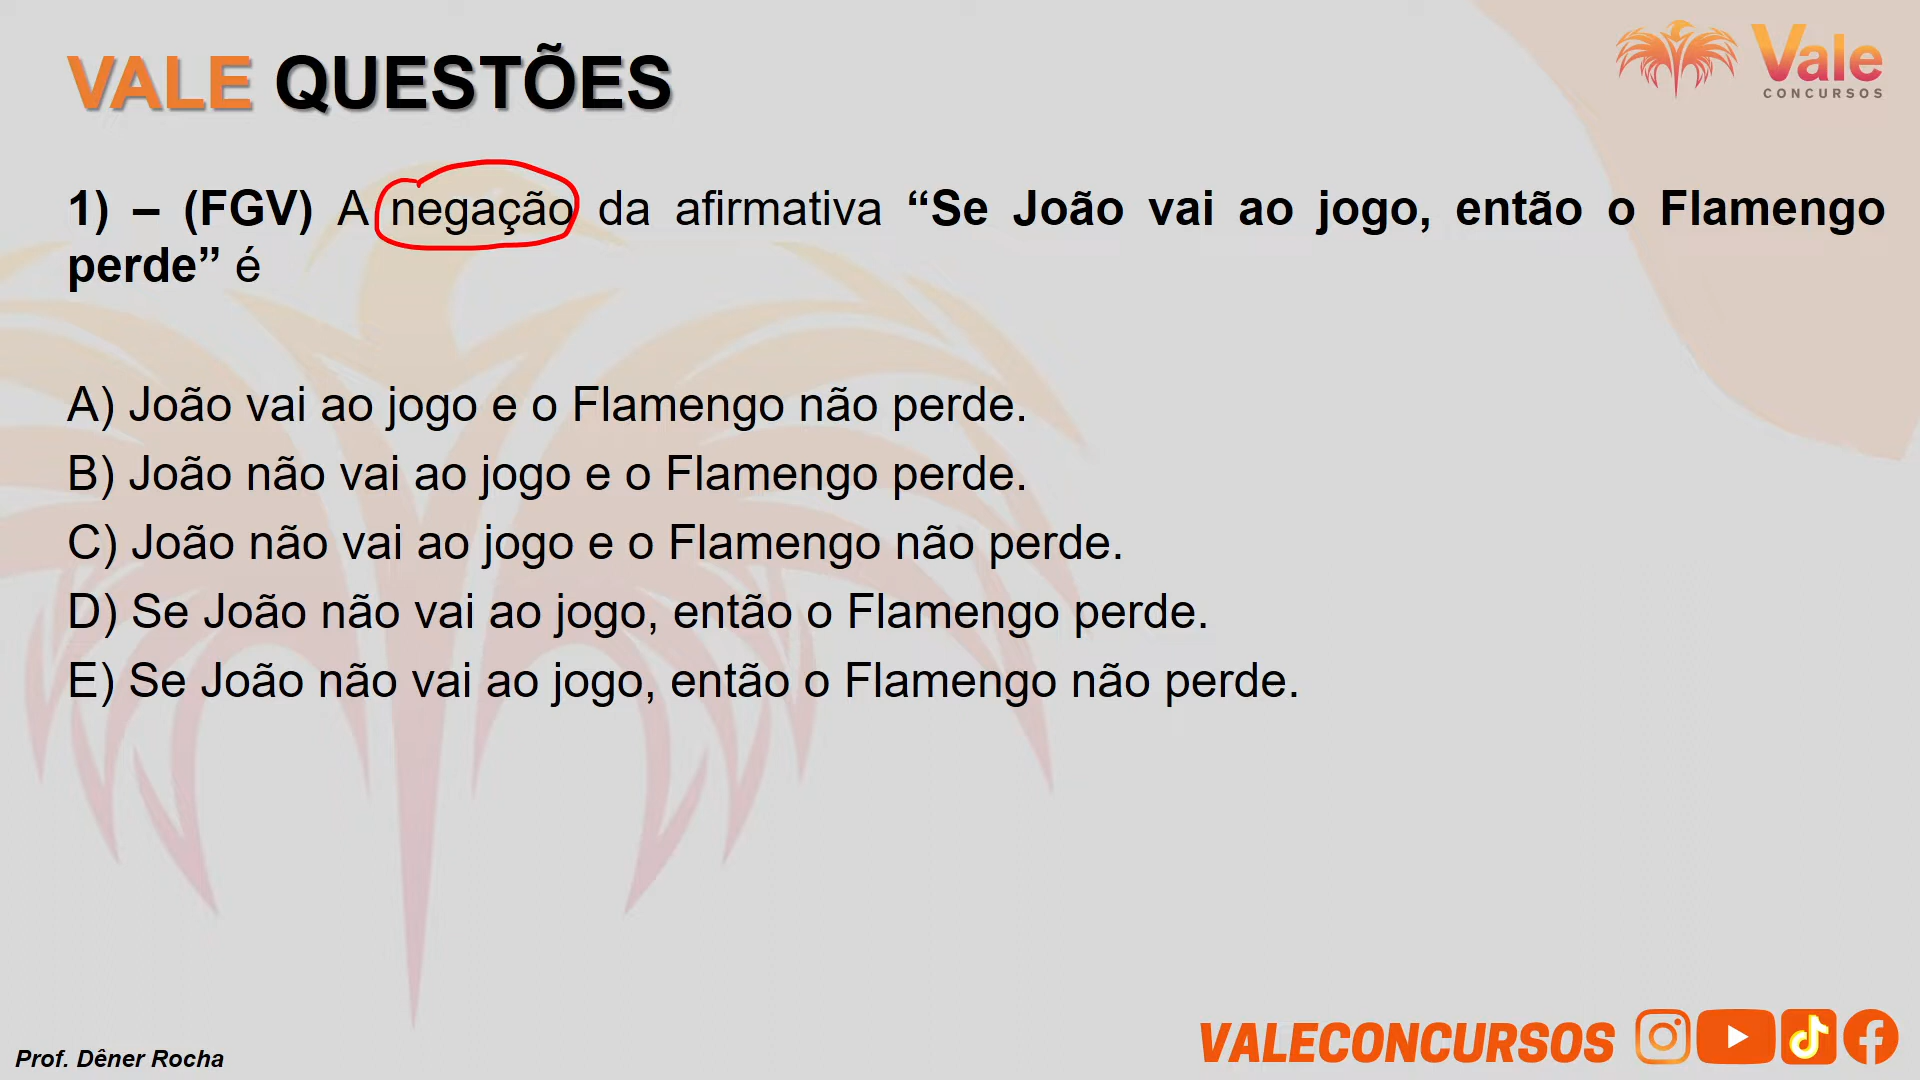 VALE QUESTÕES
Vale
CONCURSOS
1) – (FGV) A negação da afirmativa “Se João vai ao jogo, então o Flamengo
perde” é
A) João vai ao jogo e o Flamengo não perde.
B) João não vai ao jogo e o Flamengo perde.
C) João não vai ao jogo e o Flamengo não perde.
D) Se João não vai ao jogo, então o Flamengo perde.
E) Se João não vai ao jogo, então o Flamengo não perde.
VALECONCURSOS
Prof. Dêner Rocha